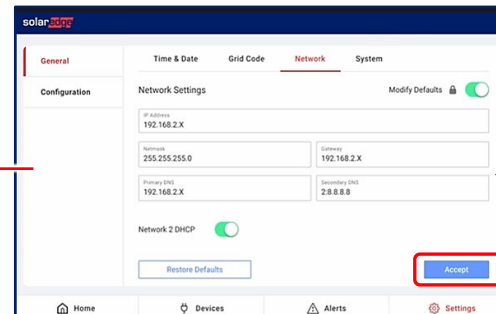 solaredge
General
Configuration
Time & Date Grid Code Network System
Network Settings Modify Defaults
IP Address
192.168.2.X
Netmask Gateway
255.255.255.0 192.168.2.X
Primary DNS Secondary DNS
192.168.2.X 2:8.8.8.8
Network 2 DHCP
Restore Defaults Accept
Home Devices Alerts Settings